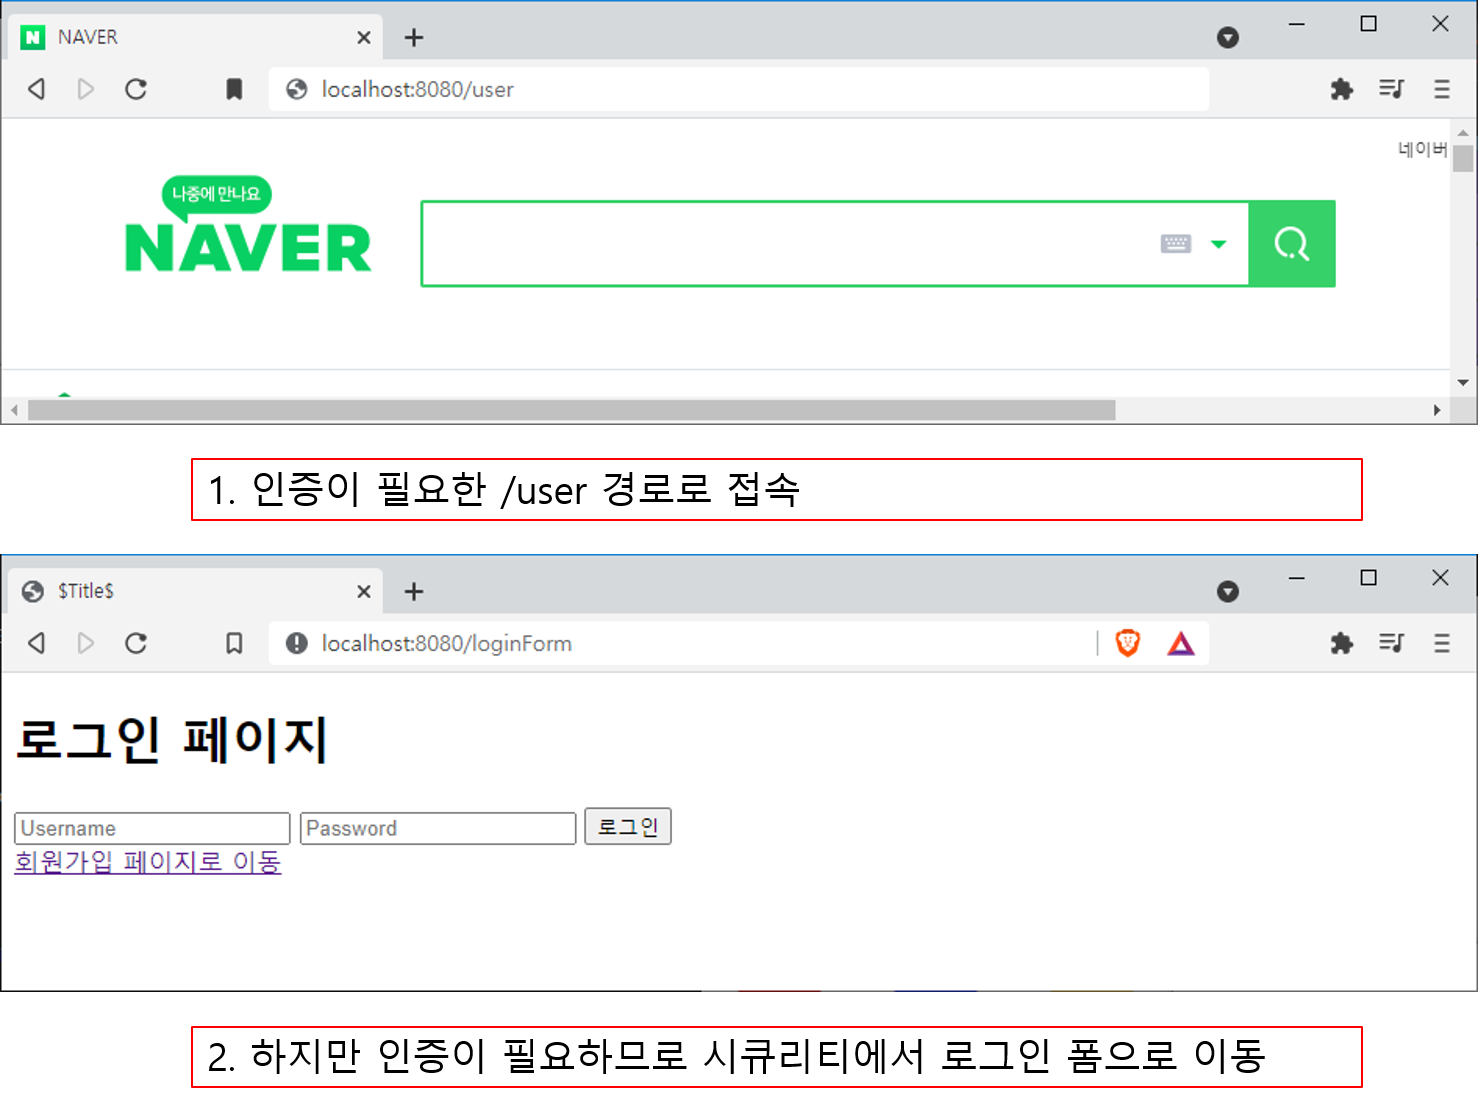 NAVER
localhost:8080/user
네이버
나중에 만나요
NAVER
1. 인증이 필요한 /user 경로로 접속
$Title$
localhost:8080/loginForm
로그인 페이지
Username Password 로그인
회원가입 페이지로 이동
2. 하지만 인증이 필요하므로 시큐리티에서 로그인 폼으로 이동